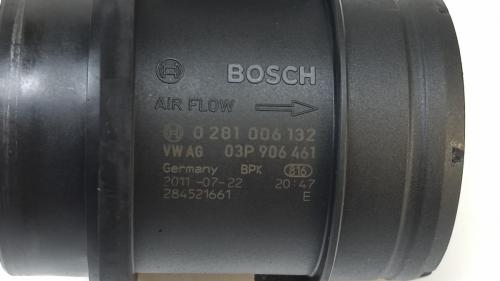 BOSCH
AIR FLOW
0 281 006 132
VW AG 03P 906 461
Germany BPK 816
2011-07-22 20:47
284521661 E